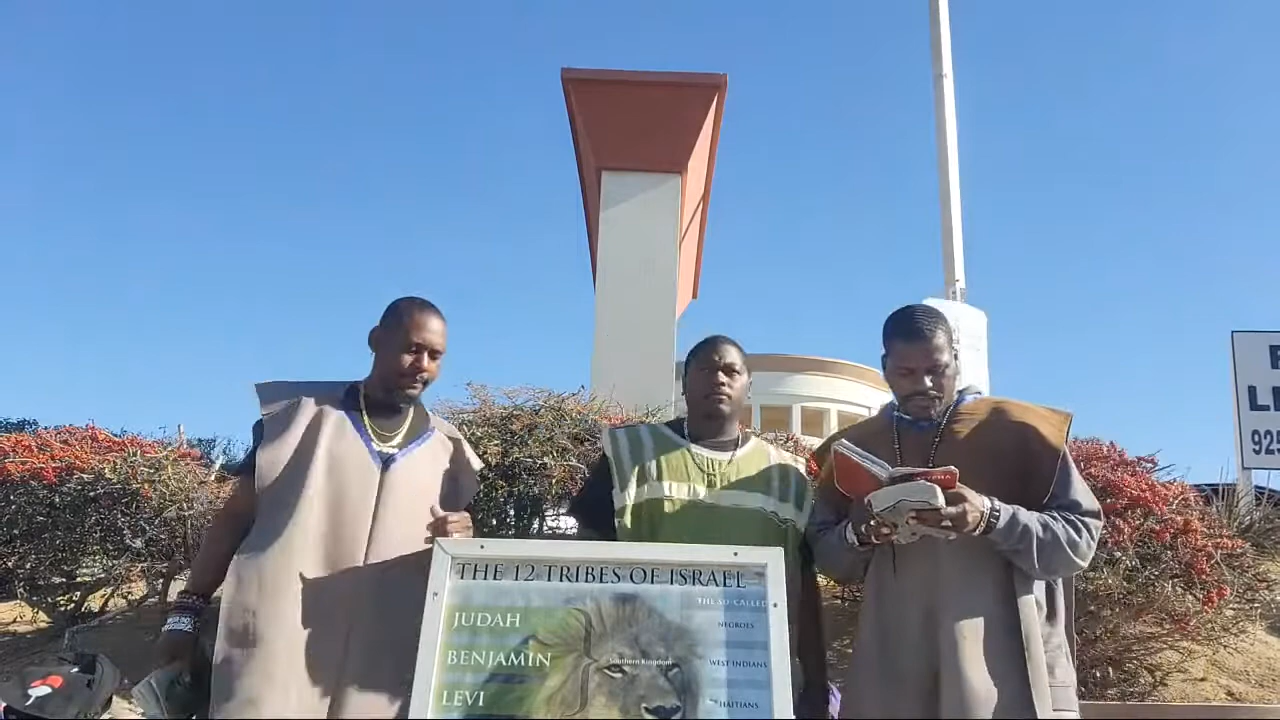 THE 12 TRIBES OF ISRAEL
THE SO CALLED
JUDAH
NEGROES
BENJAMIN
Southern Kingdom
WEST INDIANS
LEVI
HAITIANS
925